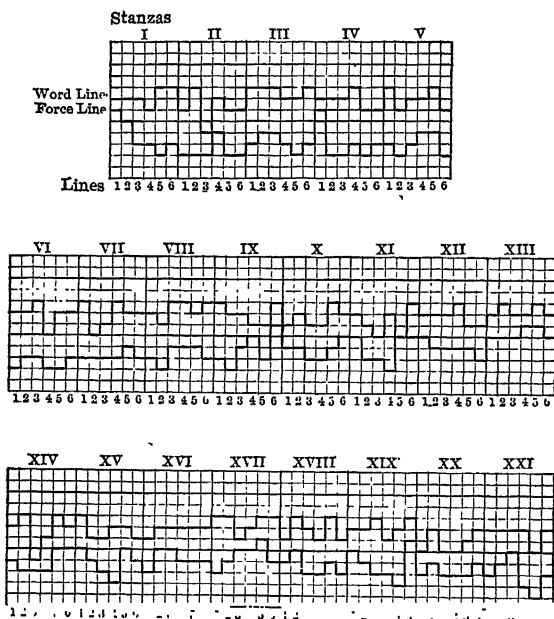 Stanzas
I II III IV V
Word Line
Force Line
Lines 1 2 3 4 5 6 1 2 3 4 5 6 1 2 3 4 5 6 1 2 3 4 5 6 1 2 3 4 5 6
VI VII VIII IX X XI XII XIII
1 2 3 4 5 6 1 2 3 4 5 6 1 2 3 4 5 6 1 2 3 4 5 6 1 2 3 4 5 6 1 2 3 4 5 6 1 2 3 4 5 6 1 2 3 4 5 6
XIV XV XVI XVII XVIII XIX XX XXI